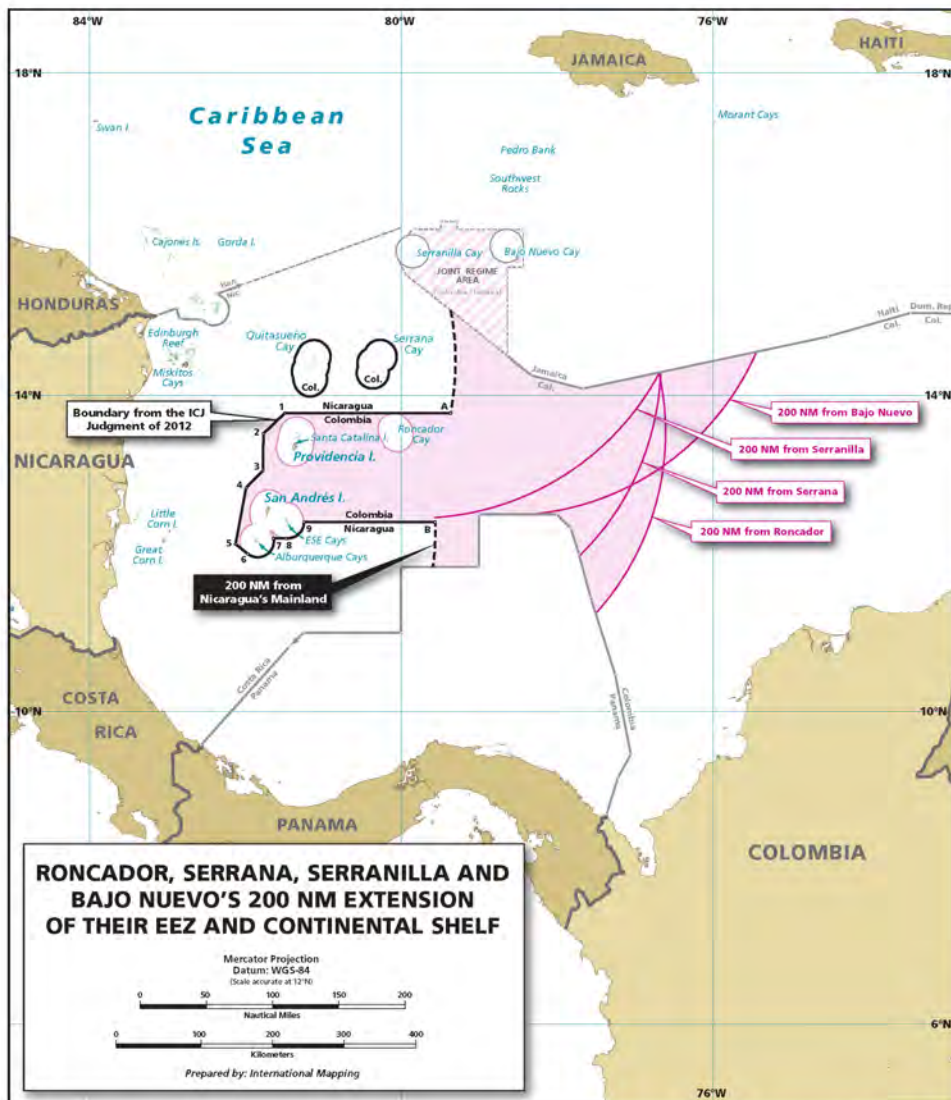 84°W
80°W
76°W
HAITI
JAMAICA
18°N
18°N
Caribbean
Sea
Swan I.
Morant Cays
Pedro Bank
Southwest
Rocks
Cajones Is.
Gorda I.
Serranilla Cay
Bajo Nuevo Cay
JOINT REGIME
AREA
Hon.
Nic.
HONDURAS
Edinburgh
Reef
Quitasueño
Cay
Serrana
Cay
Miskitos
Cays
Col.
Col.
Haiti
Col.
Dom. Rep.
Col.
Jamaica
Col.
14°N
14°N
Boundary from the ICJ
Judgment of 2012
1
Nicaragua
A
Colombia
2
Santa Catalina I.
Roncador
Cay
Providencia I.
3
4
200 NM from Bajo Nuevo
200 NM from Serranilla
200 NM from Serrana
200 NM from Roncador
NICARAGUA
Little
Corn I.
Great
Corn I.
San Andrés I.
Colombia
9
Nicaragua
B
ESE Cays
5
6
7
8
Alburquerque Cays
200 NM from
Nicaragua's Mainland
Costa Rica
Panama
Colombia
Panama
COSTA
RICA
10°N
10°N
PANAMA
COLOMBIA
RONCADOR, SERRANA, SERRANILLA AND
BAJO NUEVO'S 200 NM EXTENSION
OF THEIR EEZ AND CONTINENTAL SHELF
Mercator Projection
Datum: WGS-84
(Scale accurate at 12°N)
0 50 100 150 200
Nautical Miles
0 100 200 300 400
Kilometers
Prepared by: International Mapping
6°N
76°W